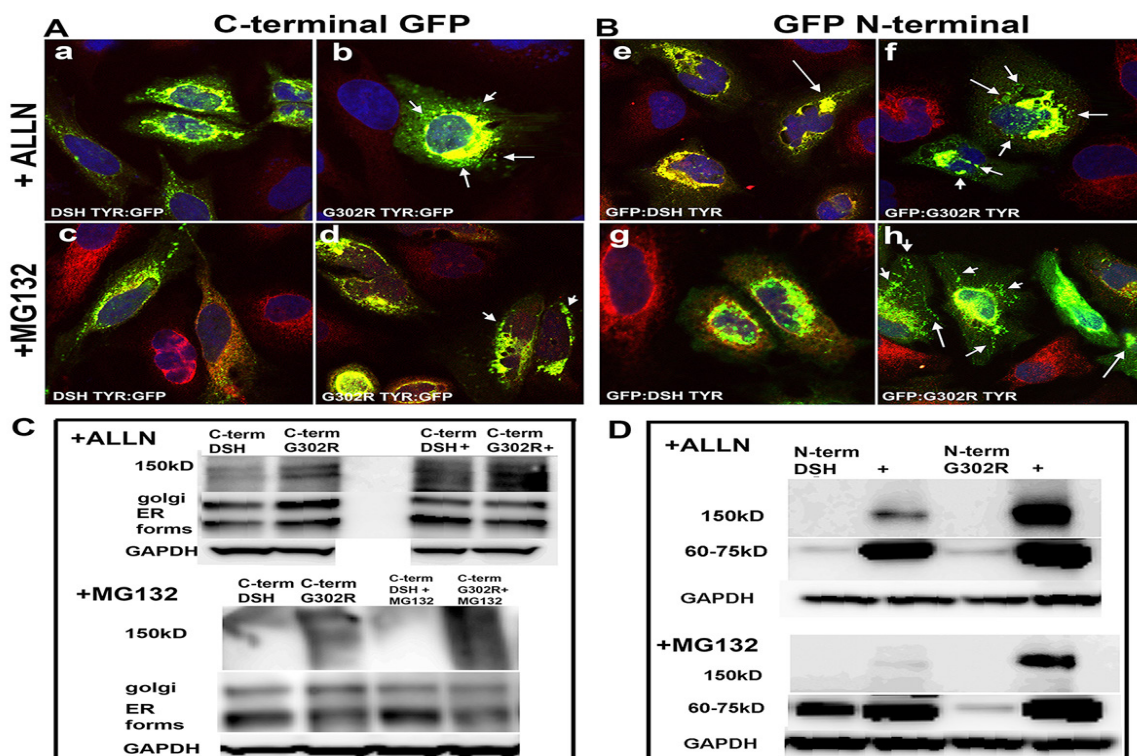 A C-terminal GFP
B GFP N-terminal
+ ALLN
a
b
e
f
DSH TYR:GFP
G302R TYR:GFP
GFP:DSH TYR
GFP:G302R TYR
+MG132
c
d
g
h
DSH TYR:GFP
G302R TYR:GFP
GFP:DSH TYR
GFP:G302R TYR
C
+ALLN
C-term C-term C-term C-term
DSH G302R DSH+ G302R+
150kD
golgi
ER
forms
GAPDH
+MG132
C-term C-term C-term C-term
DSH G302R DSH+ G302R+
MG132 MG132
150kD
golgi
ER
forms
GAPDH
D
+ALLN
N-term N-term
DSH + G302R +
150kD
60-75kD
GAPDH
+MG132
150kD
60-75kD
GAPDH